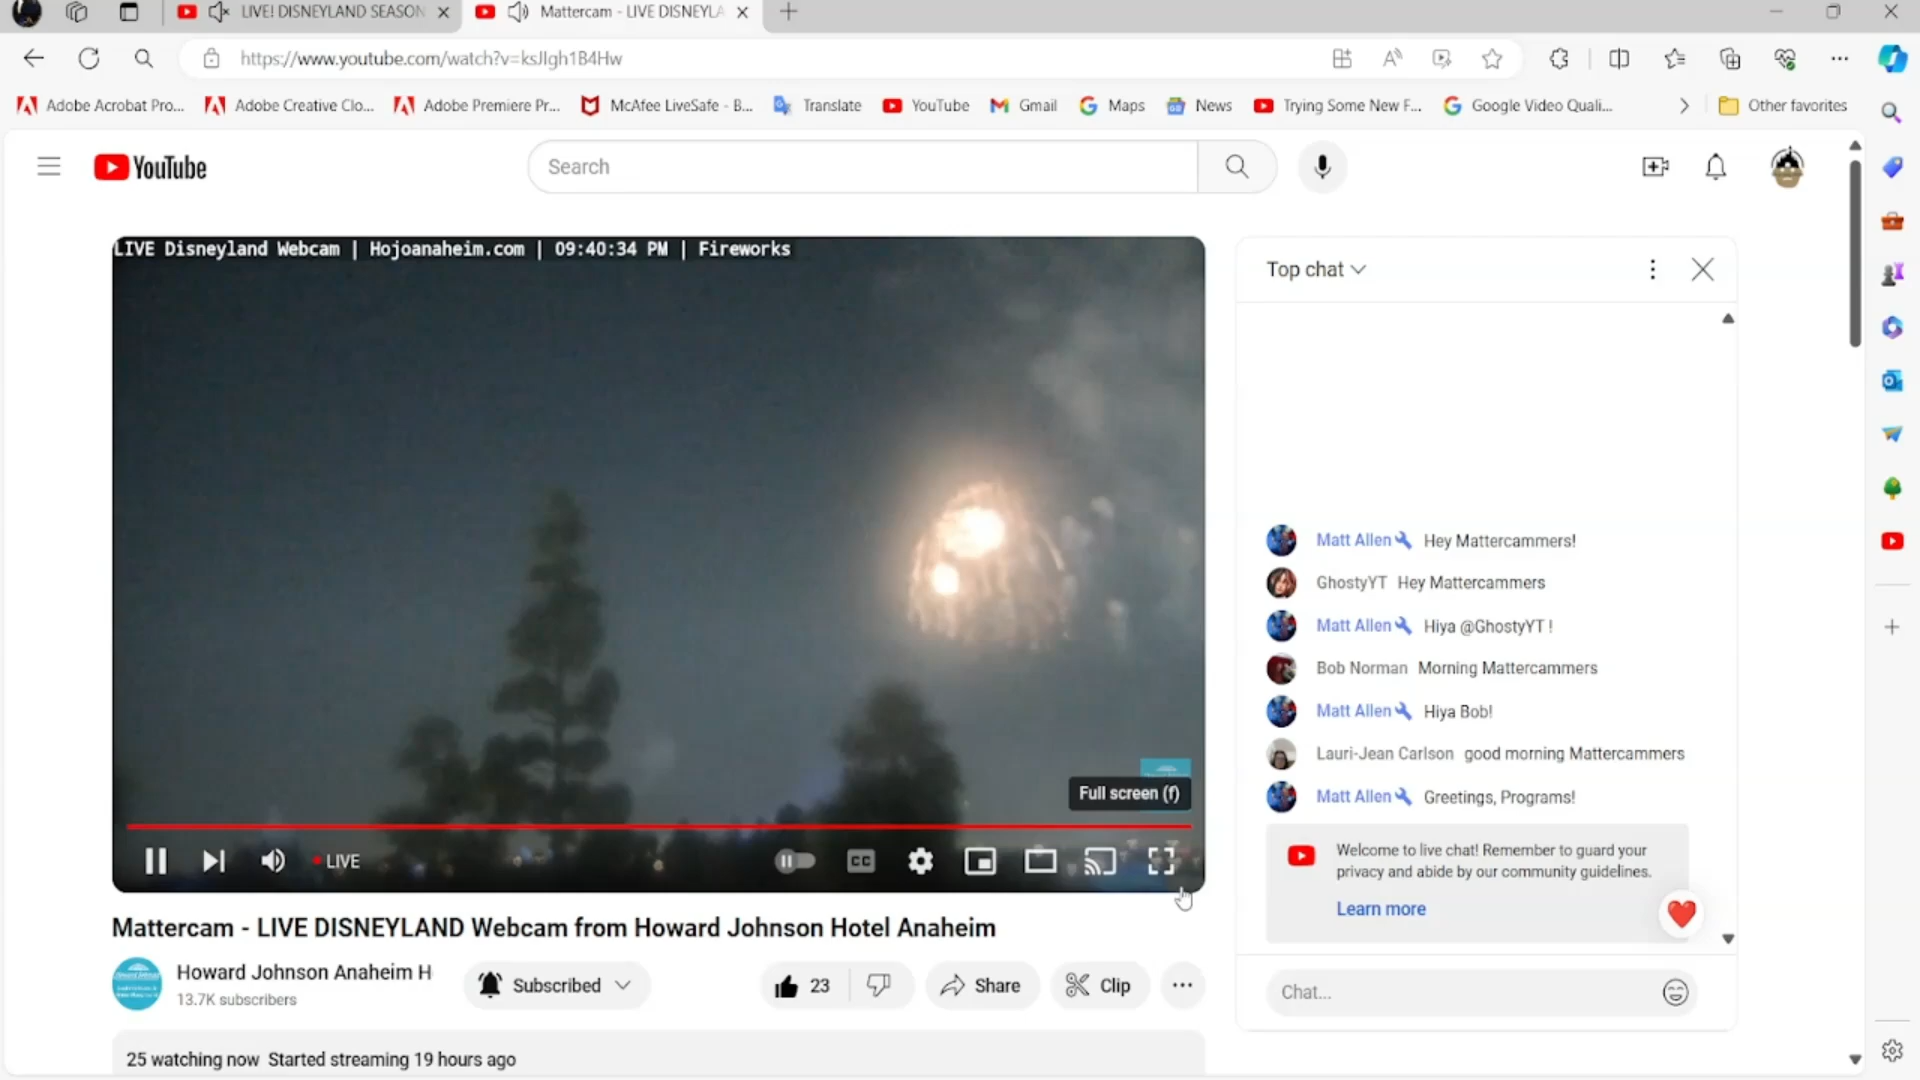 LIVE! DISNEYLAND SEASON
Mattercam - LIVE DISNEYLA
https://www.youtube.com/watch?v=ksJIgh1B4Hw
Adobe Acrobat Pro...
Adobe Creative Clo...
Adobe Premiere Pr...
McAfee LiveSafe - B...
Translate
YouTube
Gmail
Maps
News
Trying Some New F...
Google Video Quali...
Other favorites
YouTube
Search
LIVE Disneyland Webcam | Hojoanaheim.com | 09:40:34 PM | Fireworks
Full screen (f)
LIVE
CC
Mattercam - LIVE DISNEYLAND Webcam from Howard Johnson Hotel Anaheim
Howard Johnson Anaheim H
13.7K subscribers
Subscribed
23
Share
Clip
25 watching now Started streaming 19 hours ago
Top chat
Matt Allen Hey Mattercammers!
GhostyYT Hey Mattercammers
Matt Allen Hiya @GhostyYT !
Bob Norman Morning Mattercammers
Matt Allen Hiya Bob!
Lauri-Jean Carlson good morning Mattercammers
Matt Allen Greetings, Programs!
Welcome to live chat! Remember to guard your
privacy and abide by our community guidelines.
Learn more
Chat...